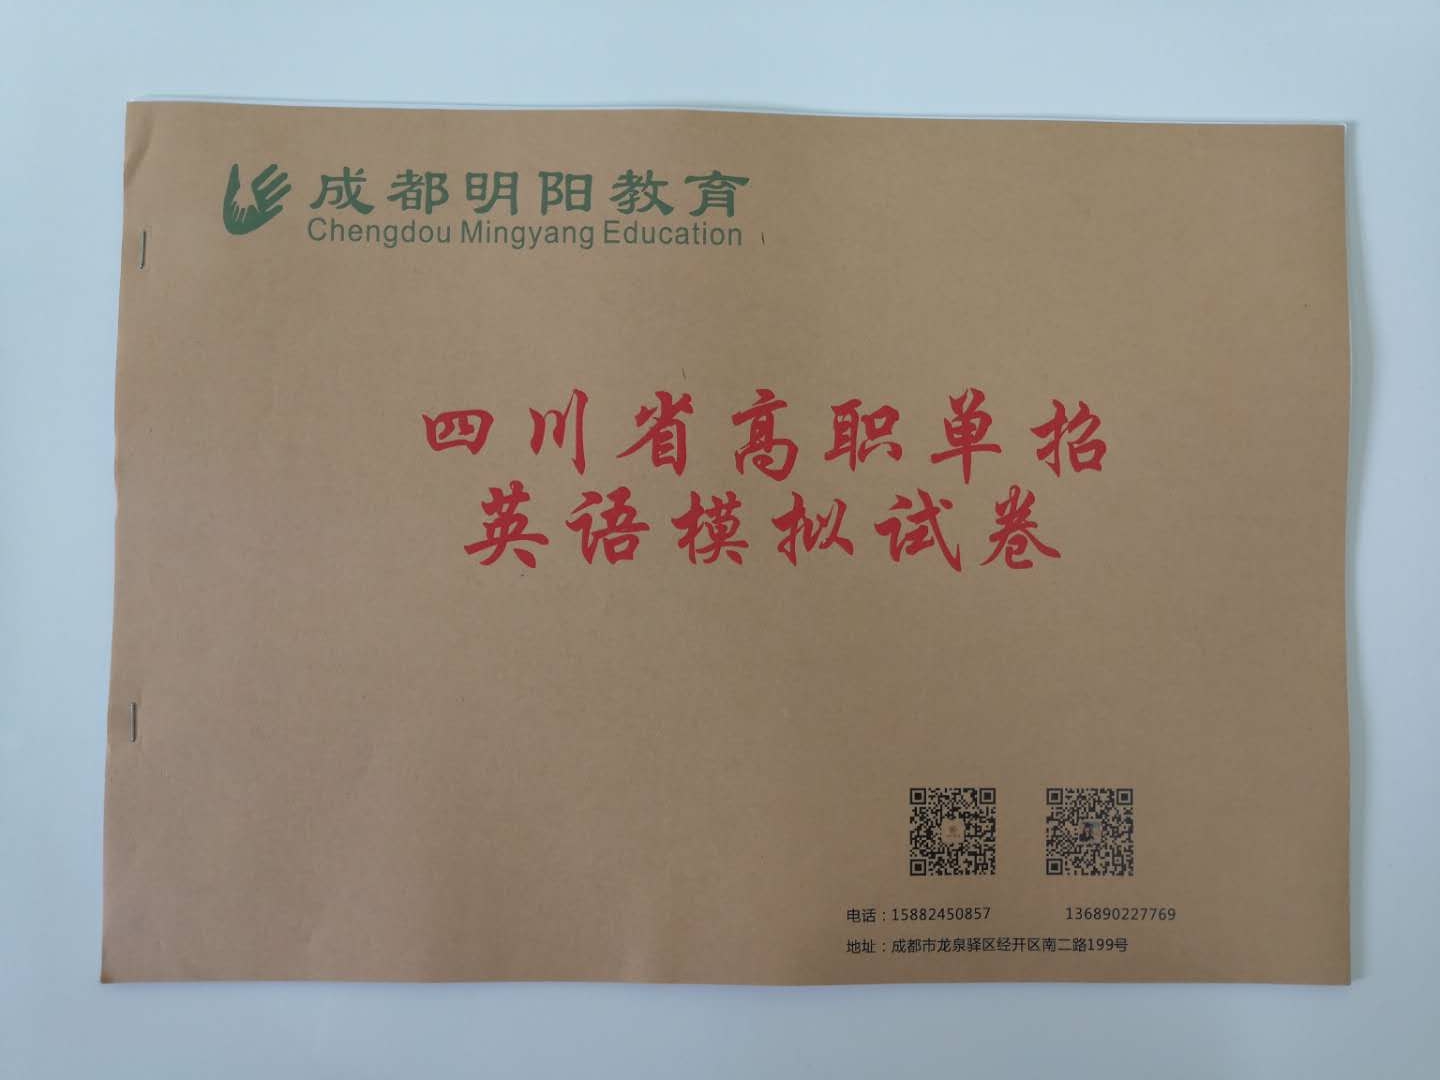 成都明阳教育
Chengdou Mingyang Education
四川省高职单招
英语模拟试卷
电话：15882450857 136890227769
地址：成都市龙泉驿区经开区南二路199号